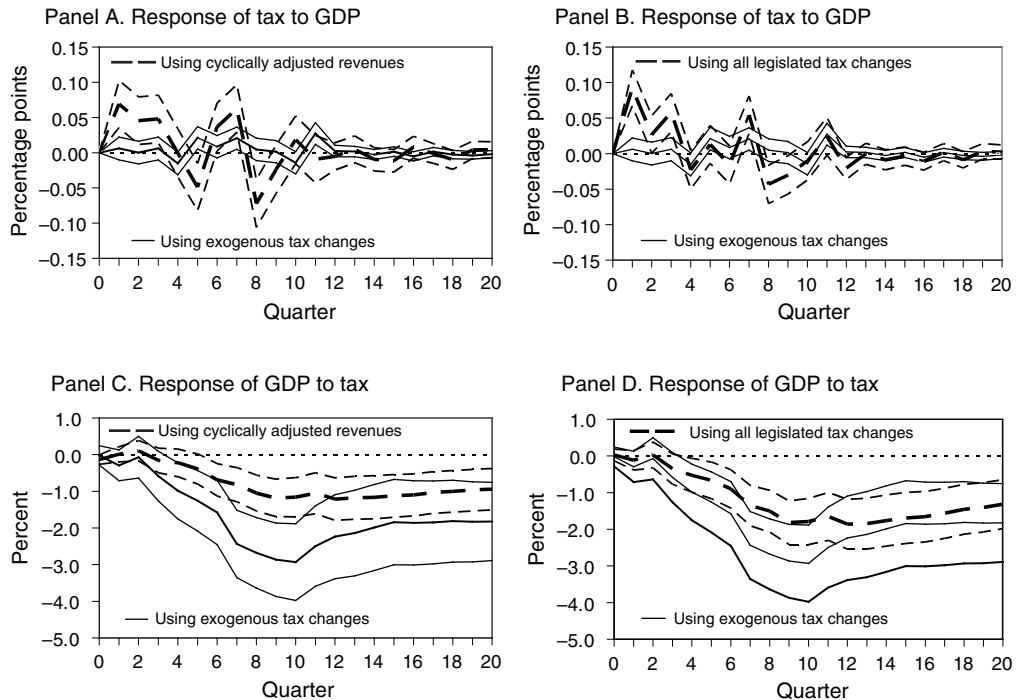 Panel A. Response of tax to GDP
Percentage points
0.15
0.10
0.05
0.00
−0.05
−0.10
−0.15
Using cyclically adjusted revenues
Using exogenous tax changes
0 2 4 6 8 10 12 14 16 18 20
Quarter
Panel B. Response of tax to GDP
Percentage points
0.15
0.10
0.05
0.00
−0.05
−0.10
−0.15
Using all legislated tax changes
Using exogenous tax changes
0 2 4 6 8 10 12 14 16 18 20
Quarter
Panel C. Response of GDP to tax
Percent
1.0
0.0
−1.0
−2.0
−3.0
−4.0
−5.0
Using cyclically adjusted revenues
Using exogenous tax changes
0 2 4 6 8 10 12 14 16 18 20
Quarter
Panel D. Response of GDP to tax
Percent
1.0
0.0
−1.0
−2.0
−3.0
−4.0
−5.0
Using all legislated tax changes
Using exogenous tax changes
0 2 4 6 8 10 12 14 16 18 20
Quarter